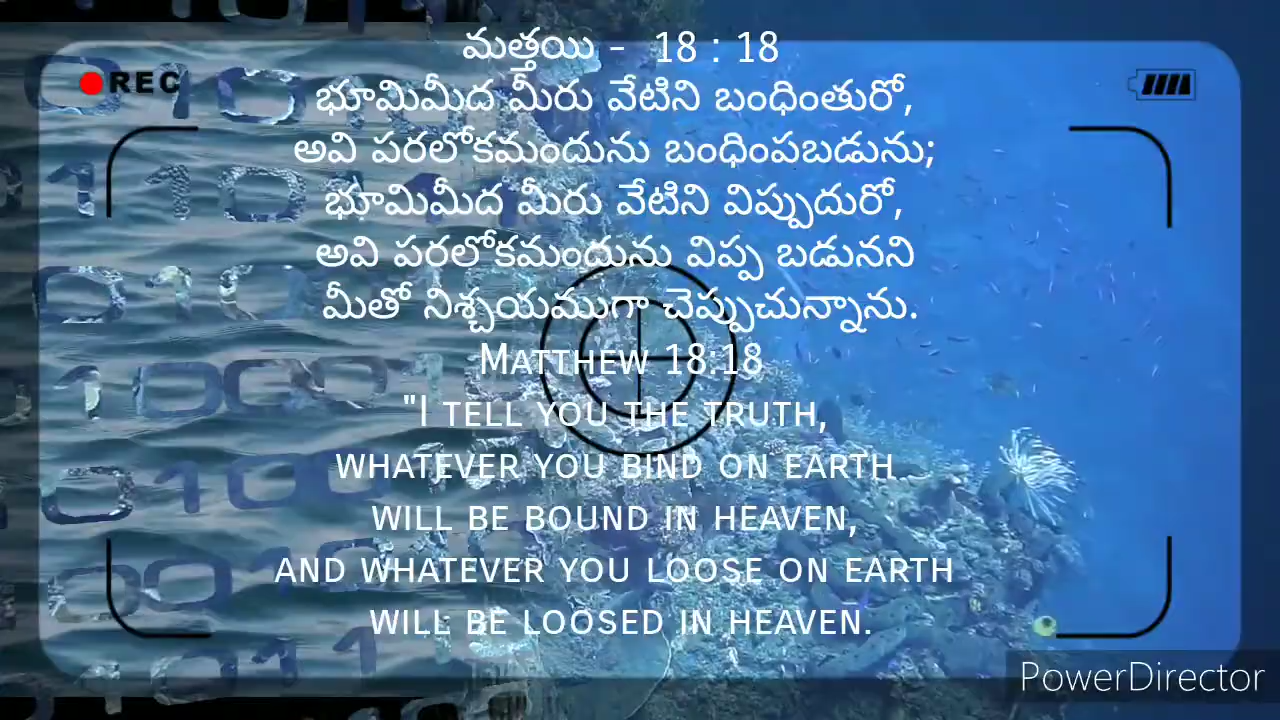 మత్తయి - 18 : 18
REC
భూమిమీద మీరు వేటిని బంధింతురో,
అవి పరలోకమందును బంధింపబడును;
భూమిమీద మీరు వేటిని విప్పుదురో,
అవి పరలోకమందును విప్ప బడునని
మీతో నిశ్చయముగా చెప్పుచున్నాను.
Matthew 18:18
"I tell you the truth,
whatever you bind on earth
will be bound in heaven,
and whatever you loose on earth
will be loosed in heaven.
PowerDirector